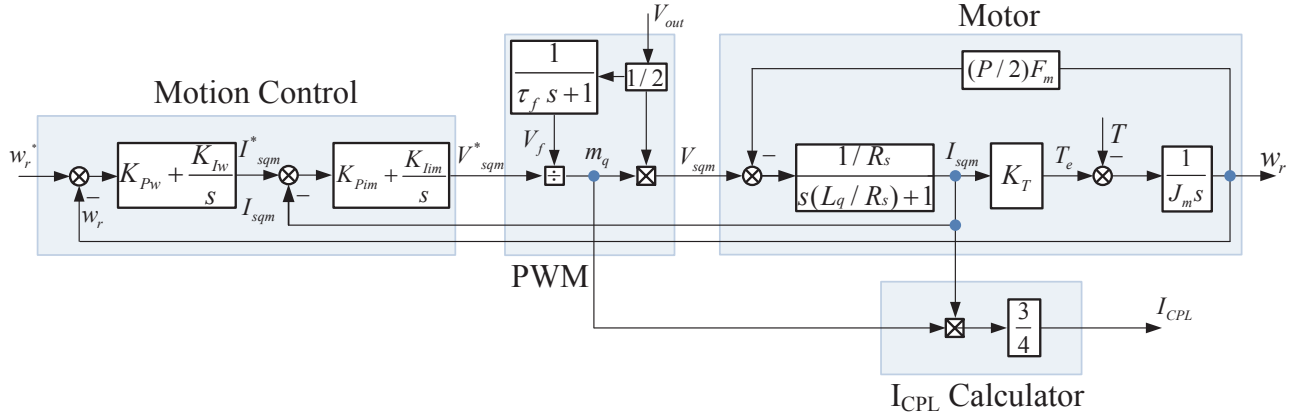 V_out
Motor
1
τ_f s + 1
1 / 2
(P / 2)F_m
Motion Control
w_r^*
K_Pw + K_Iw / s
I^*_sqm
K_Pim + K_Iim / s
V^*_sqm
V_f
÷
m_q
V_sqm
−
1 / R_s
s(L_q / R_s) + 1
I_sqm
K_T
T_e
T
−
1
J_m s
w_r
−
w_r
I_sqm
−
PWM
3
4
I_CPL
I_CPL Calculator